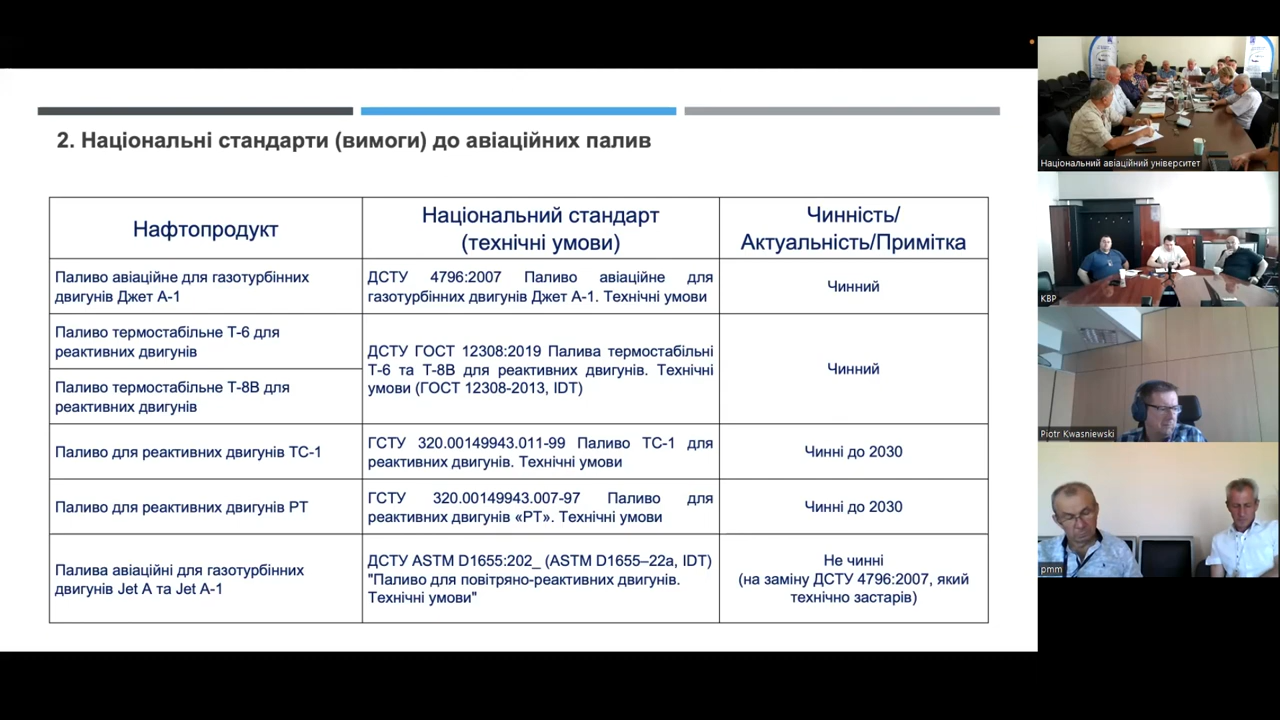 2. Національні стандарти (вимоги) до авіаційних палив
Нафтопродукт
Національний стандарт
(технічні умови)
Чинність/
Актуальність/Примітка
Паливо авіаційне для газотурбінних
двигунів Джет А-1
ДСТУ 4796:2007 Паливо авіаційне для
газотурбінних двигунів Джет А-1. Технічні умови
Чинний
Паливо термостабільне Т-6 для
реактивних двигунів
Паливо термостабільне Т-8В для
реактивних двигунів
ДСТУ ГОСТ 12308:2019 Палива термостабільні
Т-6 та Т-8В для реактивних двигунів. Технічні
умови (ГОСТ 12308-2013, IDT)
Чинний
Паливо для реактивних двигунів ТС-1
ГСТУ 320.00149943.011-99 Паливо ТС-1 для
реактивних двигунів. Технічні умови
Чинні до 2030
Паливо для реактивних двигунів РТ
ГСТУ 320.00149943.007-97 Паливо для
реактивних двигунів «РТ». Технічні умови
Чинні до 2030
Палива авіаційні для газотурбінних
двигунів Jet A та Jet A-1
ДСТУ ASTM D1655:202_ (ASTM D1655–22a, IDT)
"Паливо для повітряно-реактивних двигунів.
Технічні умови"
Не чинні
(на заміну ДСТУ 4796:2007, який
технічно застарів)
Національний авіаційний університет
КВР
Piotr Kwasniewski
pmm